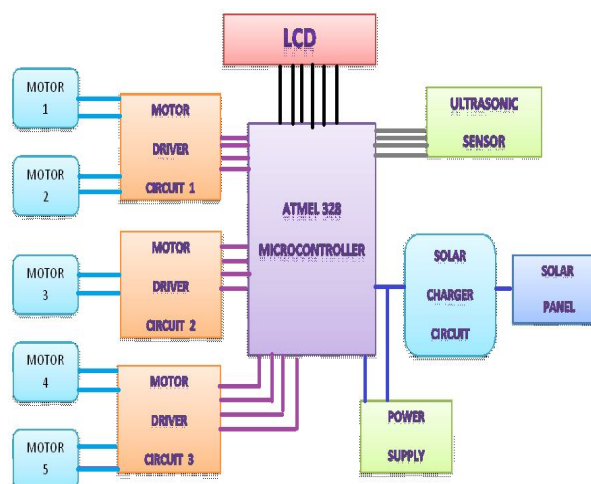 LCD
MOTOR
1
MOTOR
DRIVER
CIRCUIT 1
ULTRASONIC
SENSOR
MOTOR
2
ATMEL 328
MICROCONTROLLER
MOTOR
3
MOTOR
DRIVER
CIRCUIT 2
SOLAR
CHARGER
CIRCUIT
SOLAR
PANEL
MOTOR
4
MOTOR
DRIVER
CIRCUIT 3
POWER
SUPPLY
MOTOR
5